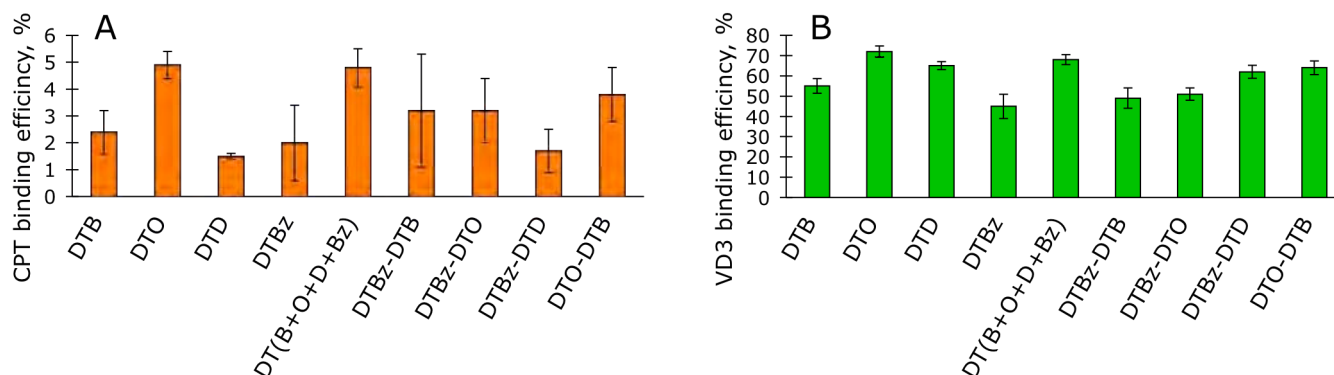 A
CPT binding efficincy, %
6
5
4
3
2
1
0
DTB
DTO
DTD
DTBz
DT(B+O+D+Bz)
DTBz-DTB
DTBz-DTO
DTBz-DTD
DTO-DTB
B
VD3 binding efficiency, %
80
70
60
50
40
30
20
10
0
DTB
DTO
DTD
DTBz
DT(B+O+D+Bz)
DTBz-DTB
DTBz-DTO
DTBz-DTD
DTO-DTB